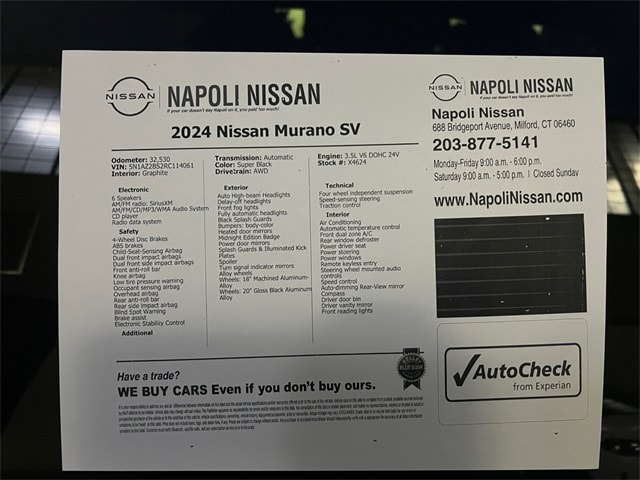 NISSAN
NAPOLI NISSAN
If your car doesn't say Napoli on it, you paid too much!
2024 Nissan Murano SV
Odometer: 32,530
VIN: 5N1AZ2BS2RC114061
Interior: Graphite
Transmission: Automatic
Color: Super Black
Drivetrain: AWD
Engine: 3.5L V6 DOHC 24V
Stock #: X4624
Electronic
6 Speakers
AM/FM radio: SiriusXM
AM/FM/CD/MP3/WMA Audio System
CD player
Radio data system
Safety
4-Wheel Disc Brakes
ABS brakes
Child-Seat-Sensing Airbag
Dual front impact airbags
Dual front side impact airbags
Front anti-roll bar
Knee airbag
Low tire pressure warning
Occupant sensing airbag
Overhead airbag
Rear anti-roll bar
Rear side impact airbag
Blind Spot Warning
Brake assist
Electronic Stability Control
Additional
Exterior
Auto High-beam Headlights
Delay-off headlights
Front fog lights
Fully automatic headlights
Black Splash Guards
Bumpers: body-color
Heated door mirrors
Midnight Edition Badge
Power door mirrors
Splash Guards & Illuminated Kick
Plates
Spoiler
Turn signal indicator mirrors
Alloy wheels
Wheels: 18" Machined Aluminum-
Alloy
Wheels: 20" Gloss Black Aluminum
Alloy
Technical
Four wheel independent suspension
Speed-sensing steering
Traction control
Interior
Air Conditioning
Automatic temperature control
Front dual zone A/C
Rear window defroster
Power driver seat
Power steering
Power windows
Remote keyless entry
Steering wheel mounted audio
controls
Speed control
Auto-dimming Rear-View mirror
Compass
Driver door bin
Driver vanity mirror
Front reading lights
Have a trade?
WE BUY CARS Even if you don't buy ours.
NISSAN
NAPOLI NISSAN
If your car doesn't say Napoli on it, you paid too much!
Napoli Nissan
688 Bridgeport Avenue, Milford, CT 06460
203-877-5141
Monday-Friday 9:00 a.m. - 6:00 p.m.
Saturday 9:00 a.m. - 5:00 p.m. | Closed Sunday
www.NapoliNissan.com
AutoCheck
from Experian